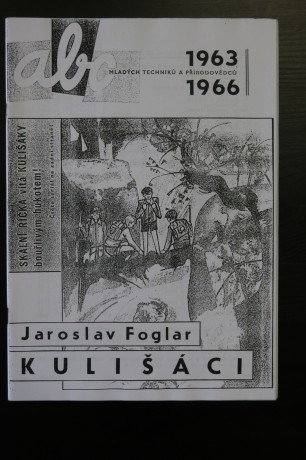 abc
1963
MLADÝCH TECHNIKŮ A PŘÍRODOVĚDCŮ
1966
SKALNÍ ŘÍČKA vítá KULIŠÁKY
bouřlivým hukotem!
Jaroslav Foglar
KULIŠÁCI